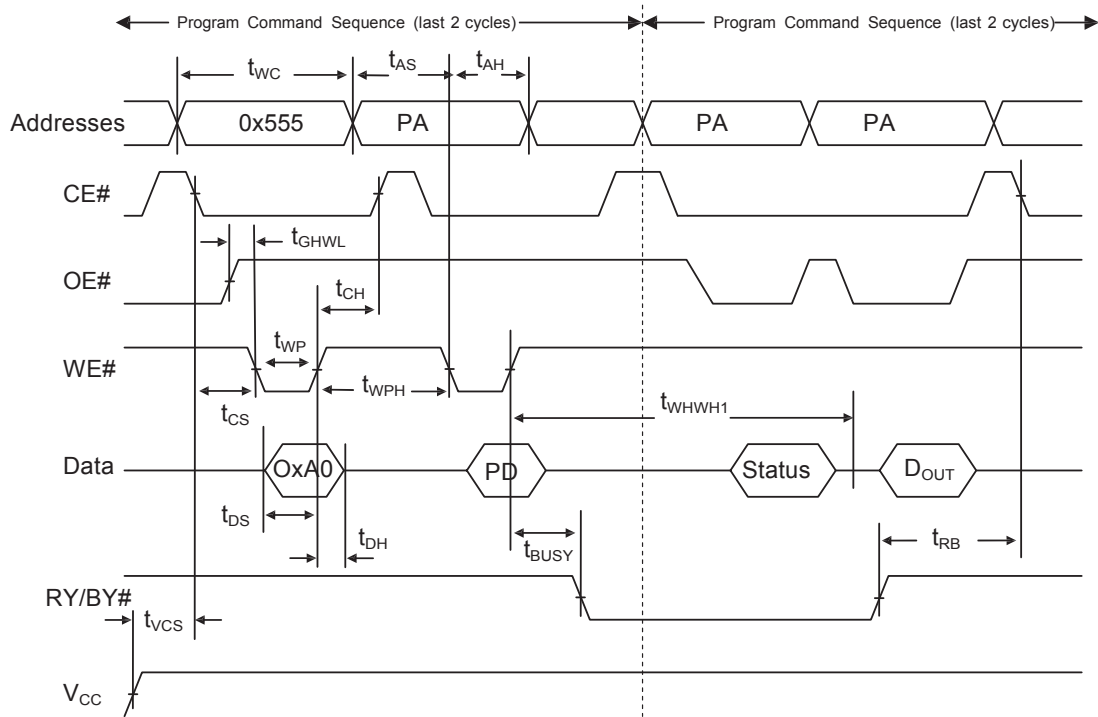 Program Command Sequence (last 2 cycles) Program Command Sequence (last 2 cycles)
tWC tAS tAH
Addresses 0x555 PA PA PA
CE#
tGHWL
OE#
tCH
tWP
WE#
tWPH tWHWH1
tCS
Data OxA0 PD Status DOUT
tDS tDH tBUSY tRB
RY/BY#
tVCS
VCC